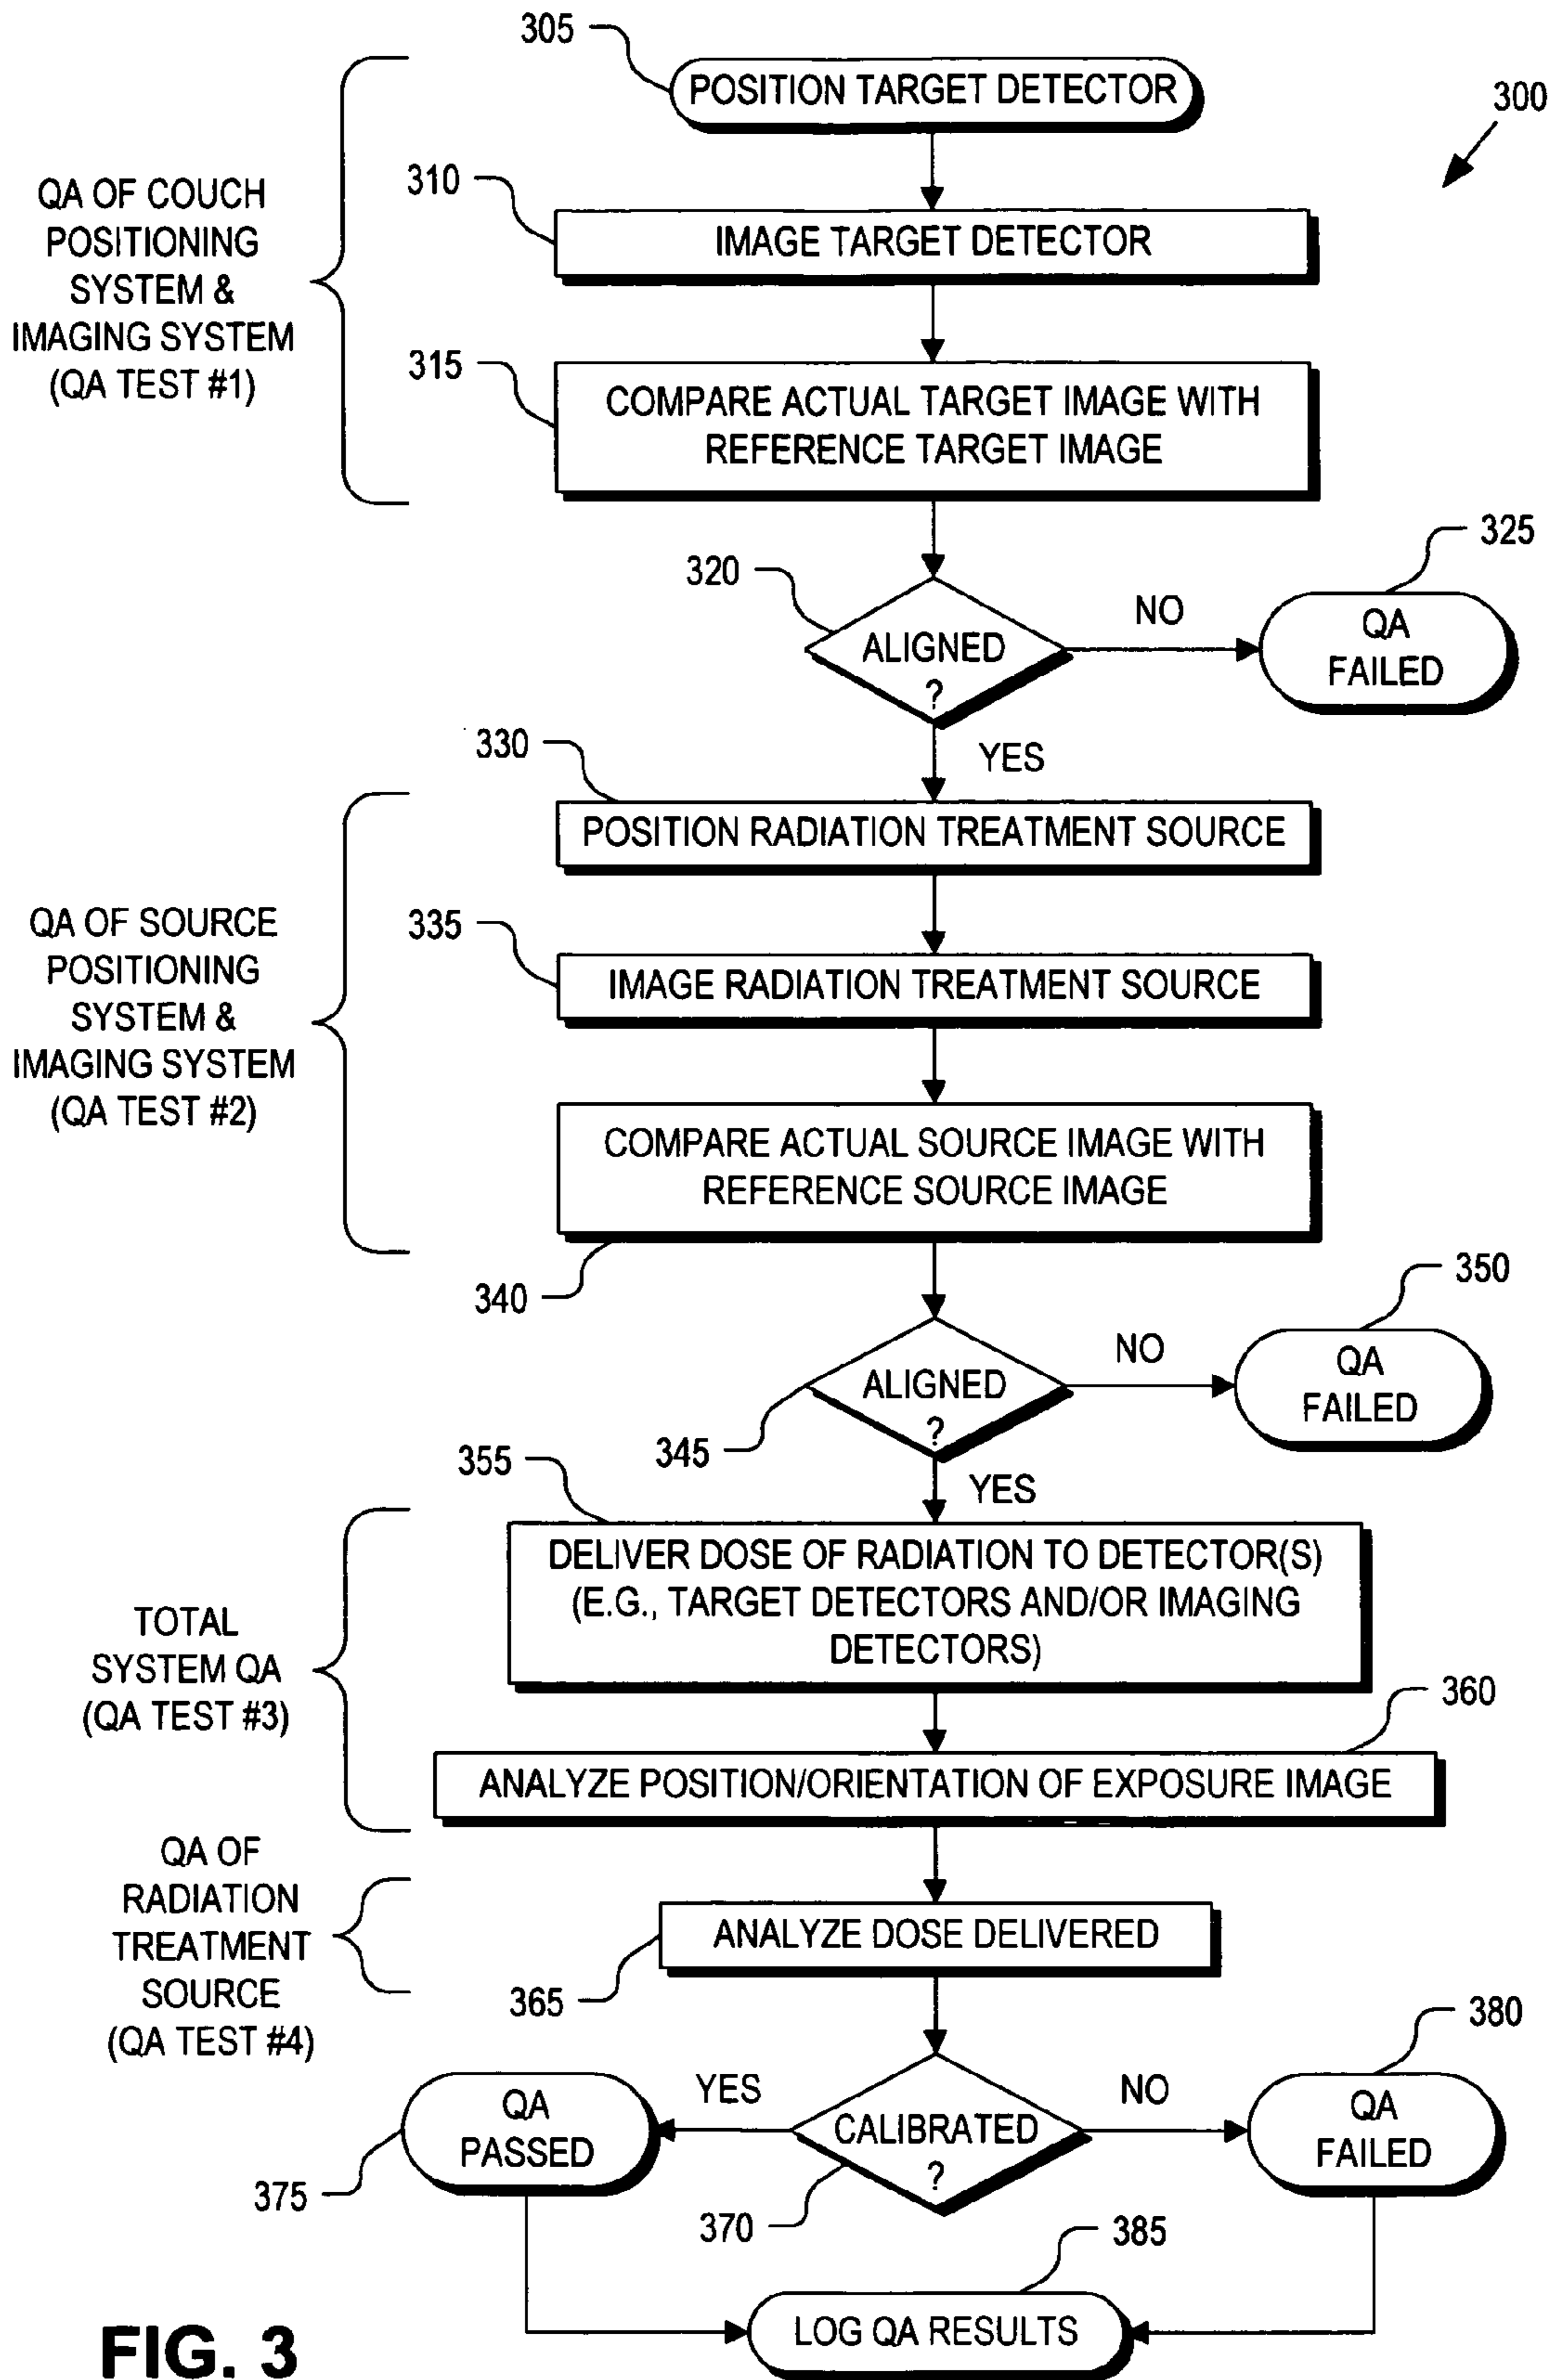 305
POSITION TARGET DETECTOR
300
310
QA OF COUCH
POSITIONING
SYSTEM &
IMAGING SYSTEM
(QA TEST #1)
IMAGE TARGET DETECTOR
315
COMPARE ACTUAL TARGET IMAGE WITH
REFERENCE TARGET IMAGE
320
ALIGNED
?
NO
325
QA
FAILED
YES
330
POSITION RADIATION TREATMENT SOURCE
QA OF SOURCE
POSITIONING
SYSTEM &
IMAGING SYSTEM
(QA TEST #2)
335
IMAGE RADIATION TREATMENT SOURCE
COMPARE ACTUAL SOURCE IMAGE WITH
REFERENCE SOURCE IMAGE
340
ALIGNED
?
345
NO
350
QA
FAILED
YES
355
DELIVER DOSE OF RADIATION TO DETECTOR(S)
(E.G., TARGET DETECTORS AND/OR IMAGING
DETECTORS)
TOTAL
SYSTEM QA
(QA TEST #3)
360
ANALYZE POSITION/ORIENTATION OF EXPOSURE IMAGE
QA OF
RADIATION
TREATMENT
SOURCE
(QA TEST #4)
ANALYZE DOSE DELIVERED
365
CALIBRATED
?
370
YES
QA
PASSED
375
NO
380
QA
FAILED
385
LOG QA RESULTS
FIG. 3